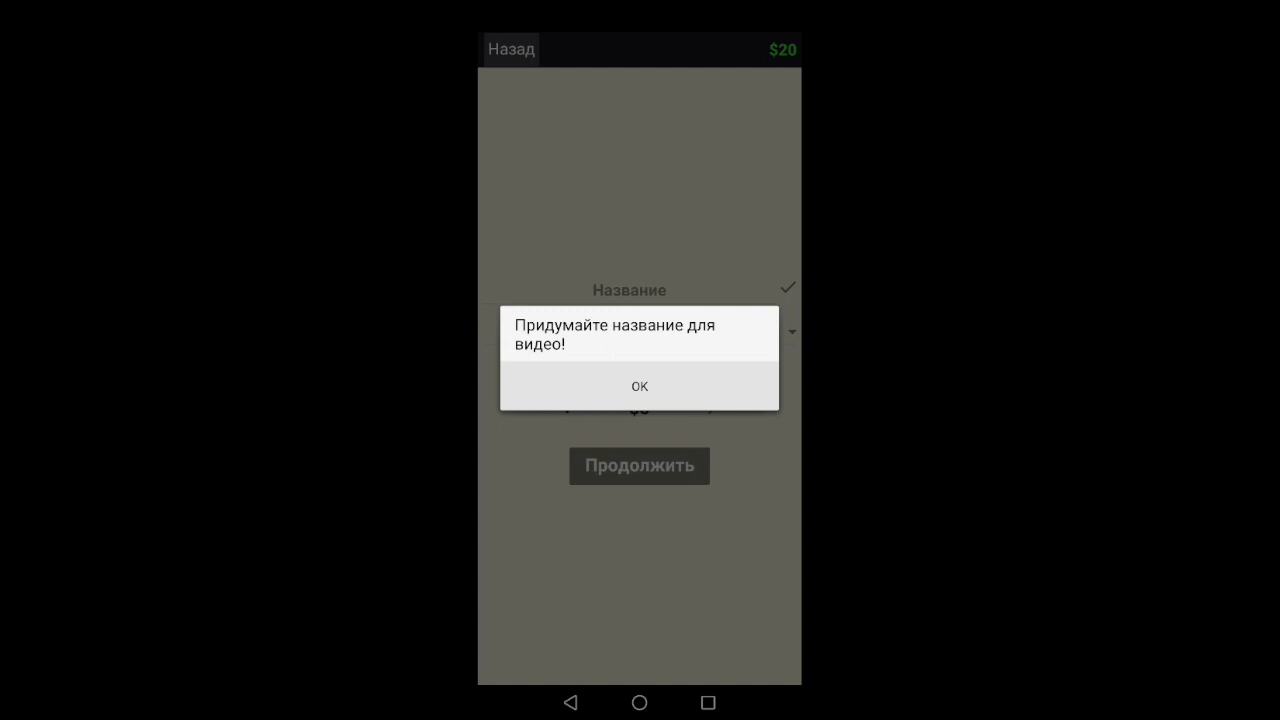 Назад
$20
Название
Придумайте название для
видео!
OK
Продолжить